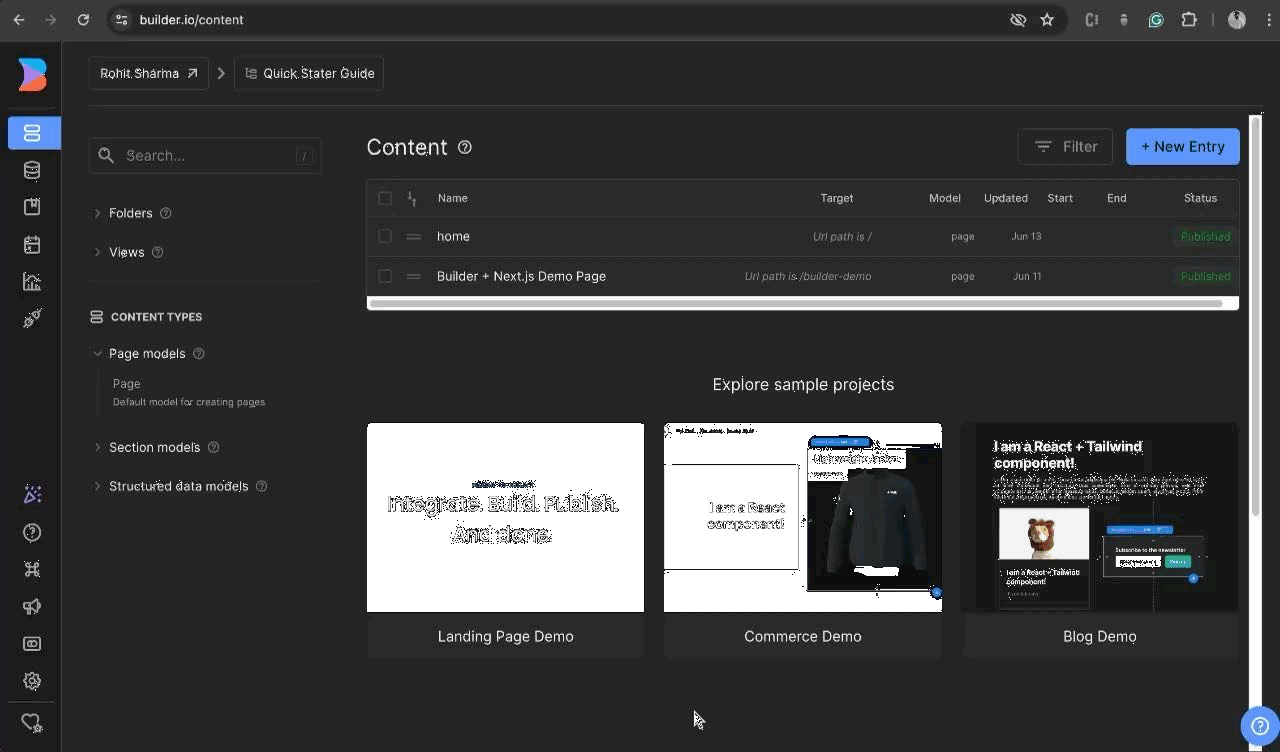 builder.io/content
Rohit Sharma
Quick Stater Guide
Search... /
Folders
Views
CONTENT TYPES
Page models
Page
Default model for creating pages
Section models
Structured data models
Content
Filter
+ New Entry
Name Target Model Updated Start End Status
home Url path is / page Jun 13 Published
Builder + Next.js Demo Page Url path is /builder-demo page Jun 11 Published
Explore sample projects
Integrate. Build. Publish.
And done.
Landing Page Demo
I am a React
component!
Commerce Demo
I am a React + Tailwind
component!
I am a React + Tailwind
component!
Subscribe to the newsletter
Blog Demo